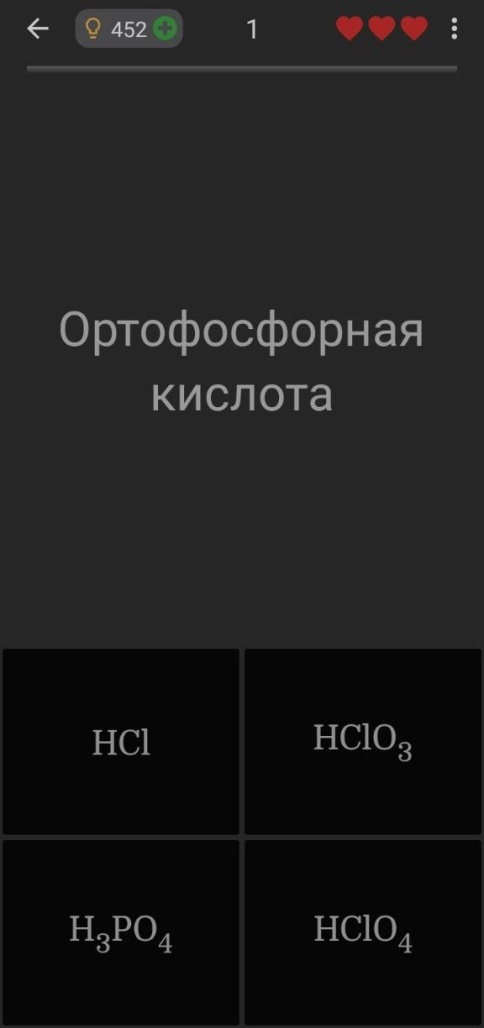 452 1
Ортофосфорная
кислота
HCl HClO₃
H₃PO₄ HClO₄